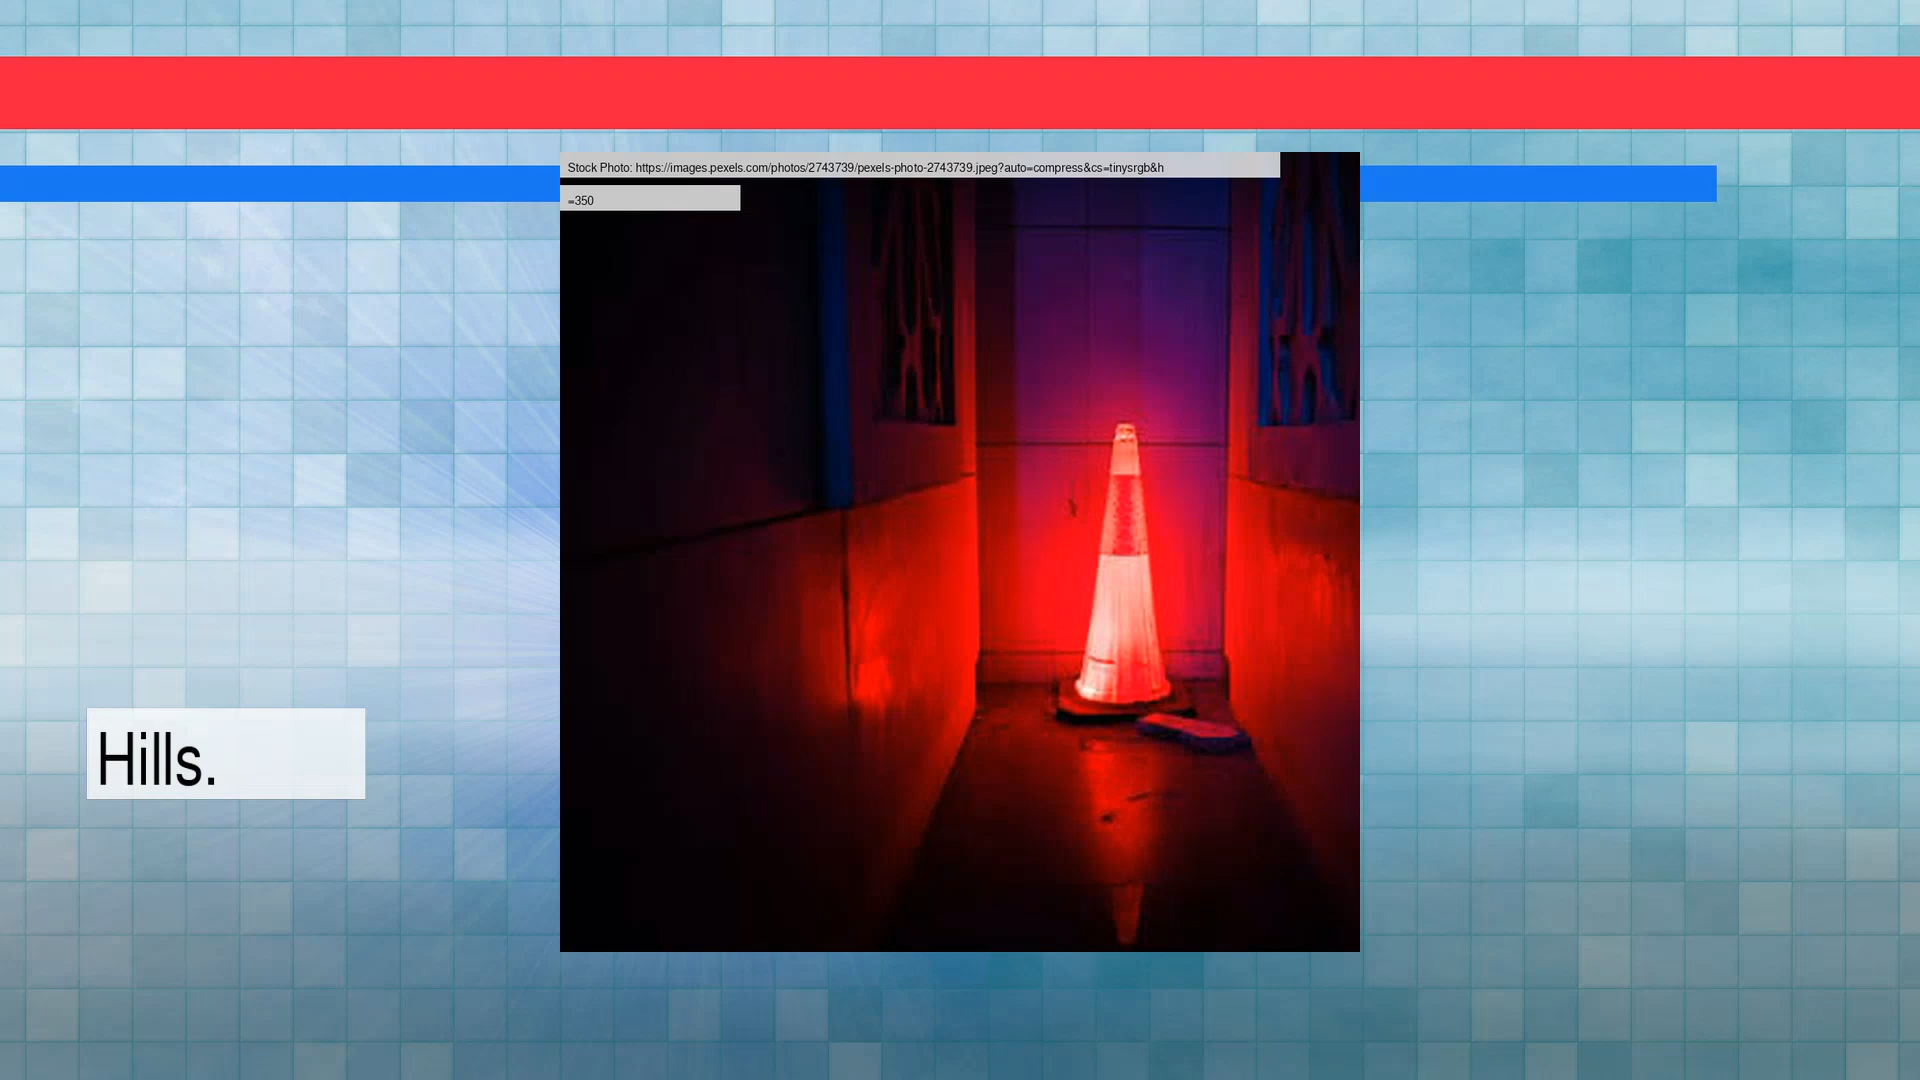 Stock Photo: https://images.pexels.com/photos/2743739/pexels-photo-2743739.jpeg?auto=compress&cs=tinysrgb&h
=350
Hills.